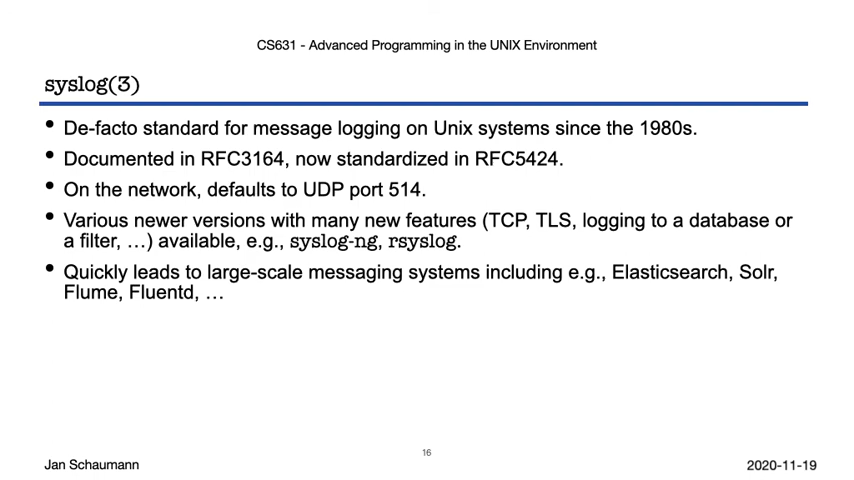 CS631 - Advanced Programming in the UNIX Environment
syslog(3)
• De-facto standard for message logging on Unix systems since the 1980s.
• Documented in RFC3164, now standardized in RFC5424.
• On the network, defaults to UDP port 514.
• Various newer versions with many new features (TCP, TLS, logging to a database or
a filter, …) available, e.g., syslog-ng, rsyslog.
• Quickly leads to large-scale messaging systems including e.g., Elasticsearch, Solr,
Flume, Fluentd, …
16
Jan Schaumann
2020-11-19